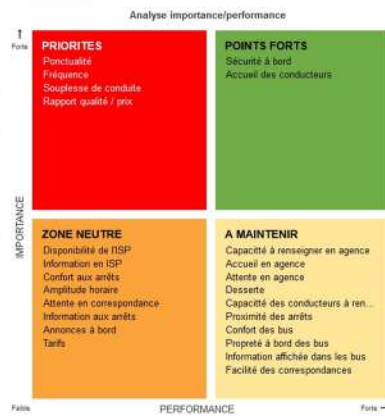 Analyse importance/performance
↑
Forte
PRIORITES
Ponctualité
Fréquence
Souplesse de conduite
Rapport qualité / prix
POINTS FORTS
Sécurité à bord
Accueil des conducteurs
IMPORTANCE
ZONE NEUTRE
Disponibilité de l'ISP
Information en ISP
Confort aux arrêts
Amplitude horaire
Attente en correspondance
Information aux arrêts
Annonces à bord
Tarifs
A MAINTENIR
Capacitté à renseigner en agence
Accueil en agence
Attente en agence
Desserte
Capacité des conducteurs à ren...
Proximité des arrêts
Confort des bus
Propreté à bord des bus
Information affichée dans les bus
Facilité des correspondances
Faible
PERFORMANCE
Forte →